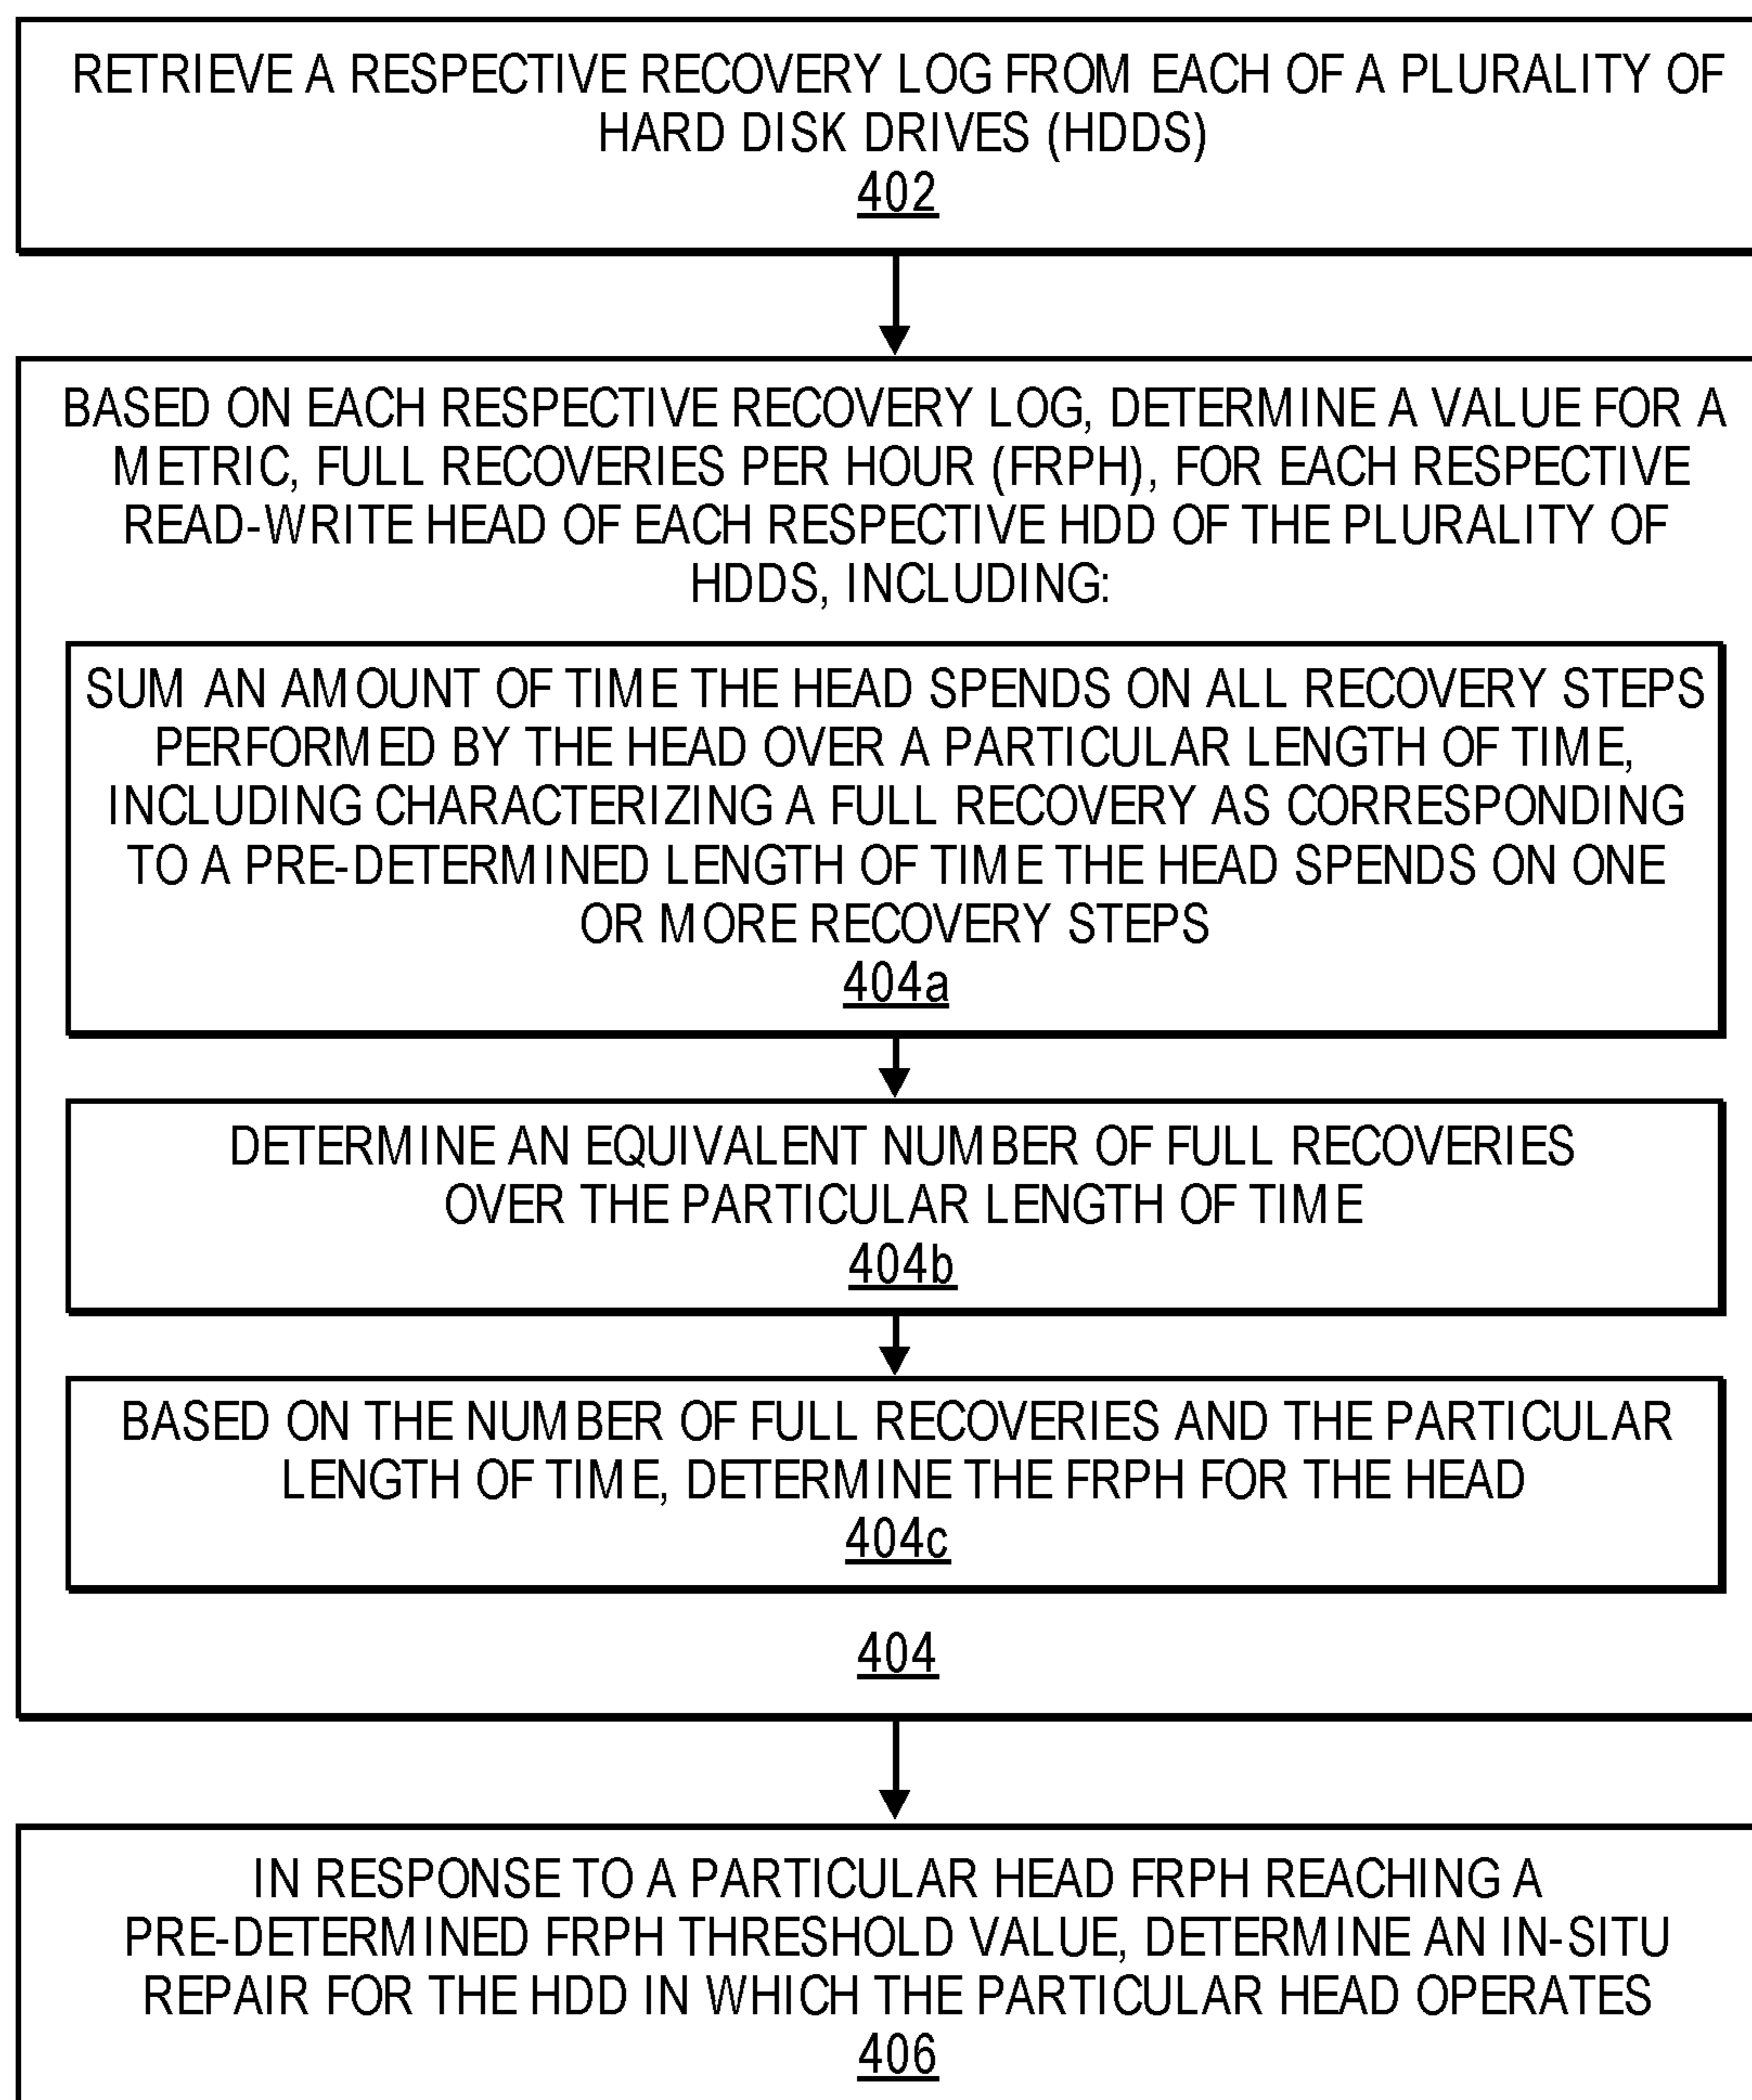 RETRIEVE A RESPECTIVE RECOVERY LOG FROM EACH OF A PLURALITY OF
HARD DISK DRIVES (HDDS)
402
BASED ON EACH RESPECTIVE RECOVERY LOG, DETERMINE A VALUE FOR A
METRIC, FULL RECOVERIES PER HOUR (FRPH), FOR EACH RESPECTIVE
READ-WRITE HEAD OF EACH RESPECTIVE HDD OF THE PLURALITY OF
HDDS, INCLUDING:
SUM AN AMOUNT OF TIME THE HEAD SPENDS ON ALL RECOVERY STEPS
PERFORMED BY THE HEAD OVER A PARTICULAR LENGTH OF TIME,
INCLUDING CHARACTERIZING A FULL RECOVERY AS CORRESPONDING
TO A PRE-DETERMINED LENGTH OF TIME THE HEAD SPENDS ON ONE
OR MORE RECOVERY STEPS
404a
DETERMINE AN EQUIVALENT NUMBER OF FULL RECOVERIES
OVER THE PARTICULAR LENGTH OF TIME
404b
BASED ON THE NUMBER OF FULL RECOVERIES AND THE PARTICULAR
LENGTH OF TIME, DETERMINE THE FRPH FOR THE HEAD
404c
404
IN RESPONSE TO A PARTICULAR HEAD FRPH REACHING A
PRE-DETERMINED FRPH THRESHOLD VALUE, DETERMINE AN IN-SITU
REPAIR FOR THE HDD IN WHICH THE PARTICULAR HEAD OPERATES
406